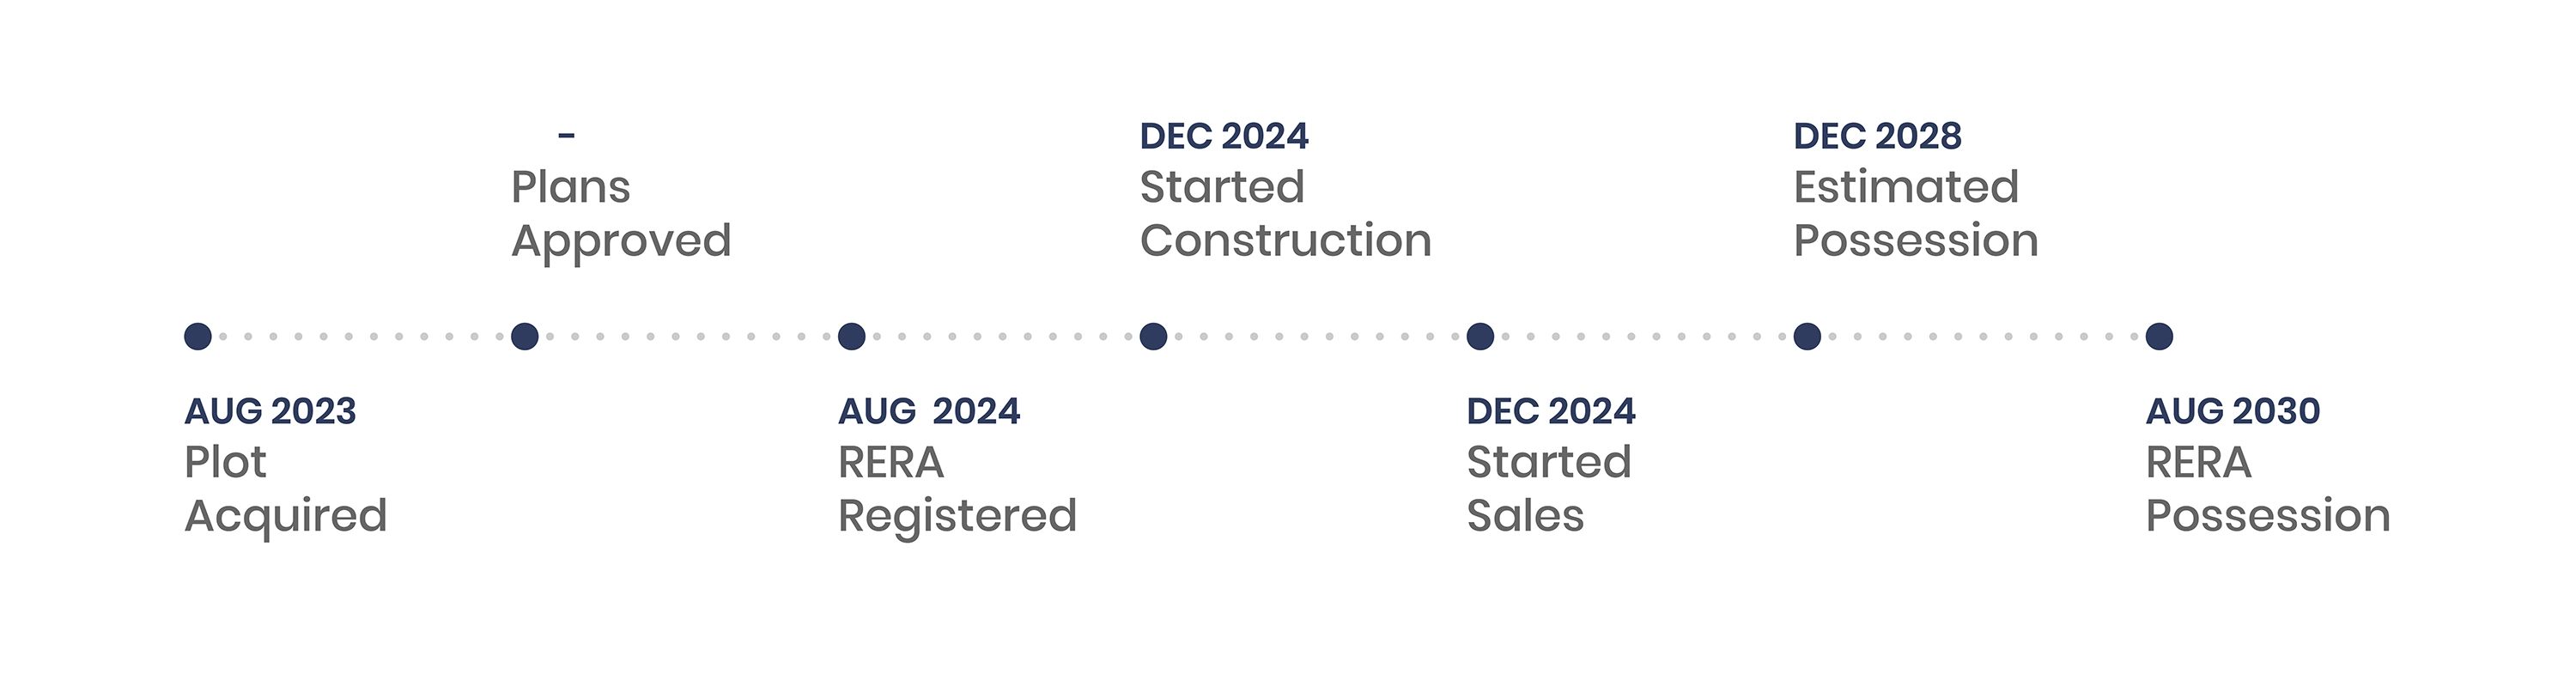 -
Plans
Approved
DEC 2024
Started
Construction
DEC 2028
Estimated
Possession
AUG 2023
Plot
Acquired
AUG  2024
RERA
Registered
DEC 2024
Started
Sales
AUG 2030
RERA
Possession